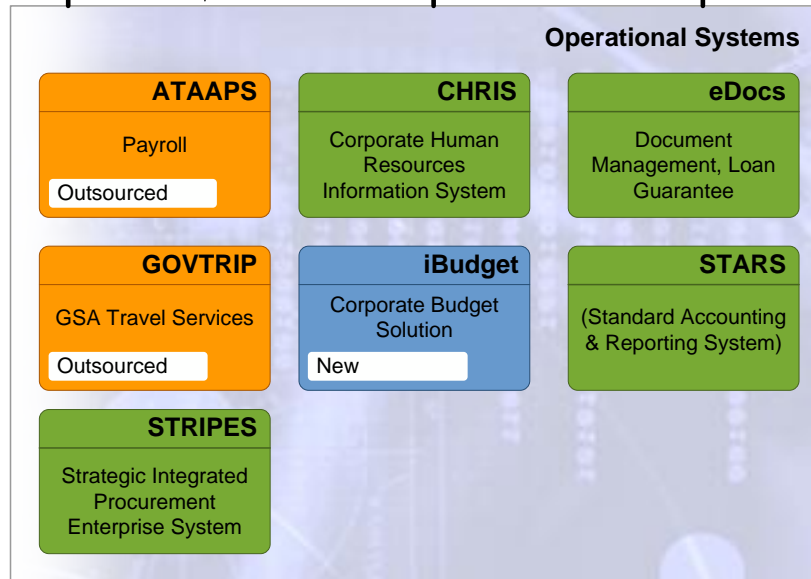 Operational Systems
ATAAPS
Payroll
Outsourced
CHRIS
Corporate Human
Resources
Information System
eDocs
Document
Management, Loan
Guarantee
GOVTRIP
GSA Travel Services
Outsourced
iBudget
Corporate Budget
Solution
New
STARS
(Standard Accounting
& Reporting System)
STRIPES
Strategic Integrated
Procurement
Enterprise System